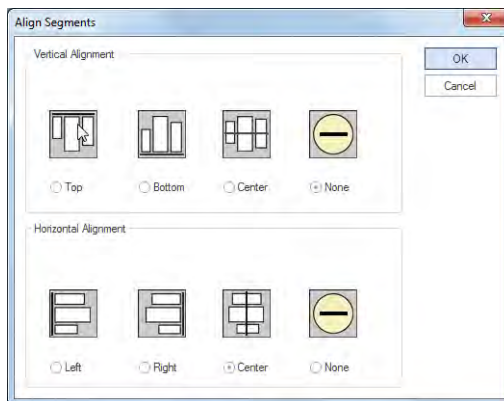 Align Segments
Vertical Alignment
OK
Cancel
Top Bottom Center None
Horizontal Alignment
Left Right Center None